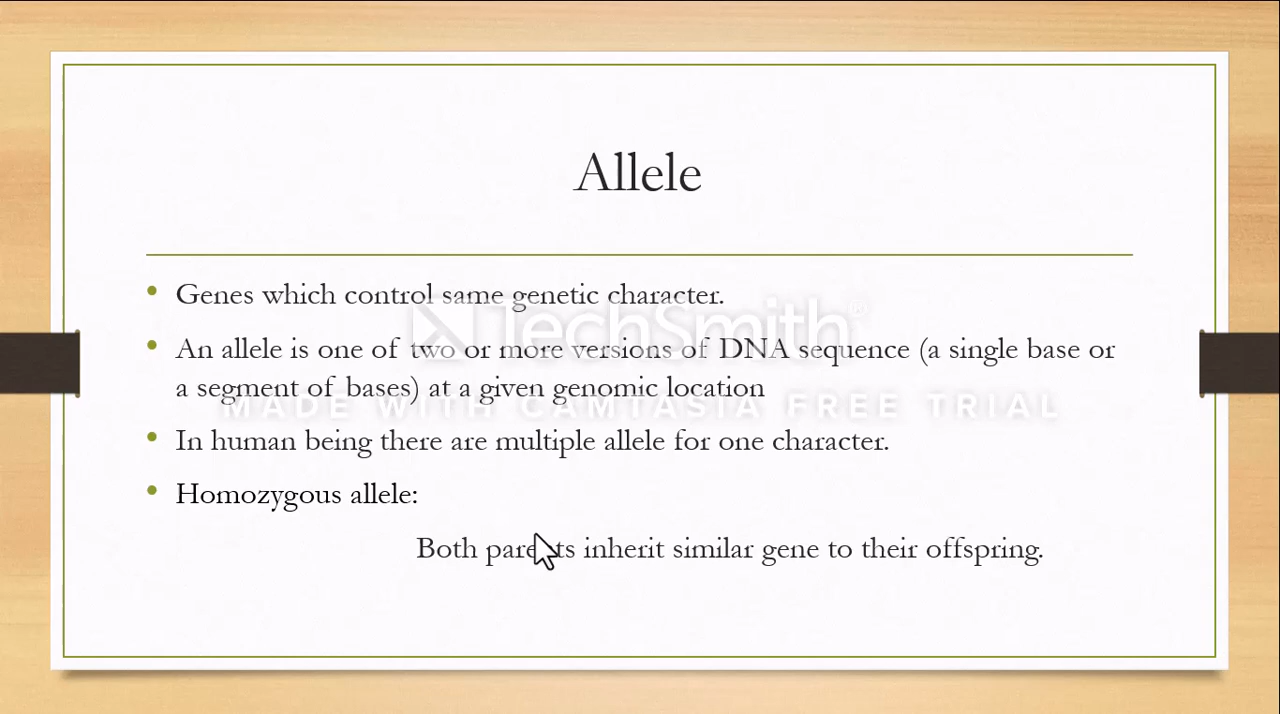 Allele
Genes which control same genetic character.
TechSmith®
An allele is one of two or more versions of DNA sequence (a single base or
a segment of bases) at a given genomic location
MADE WITH CAMTASIA FREE TRIAL
In human being there are multiple allele for one character.
Homozygous allele:
Both parents inherit similar gene to their offspring.